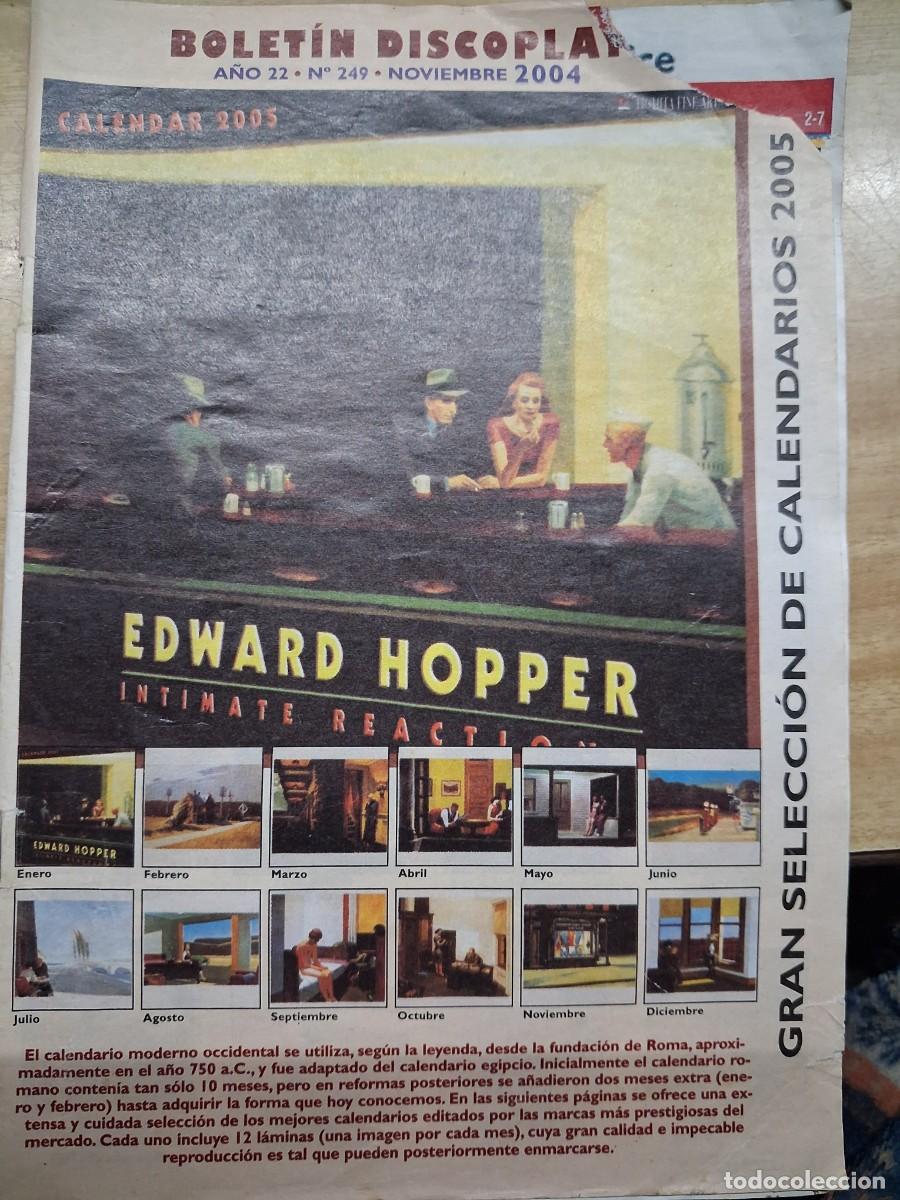 BOLETÍN DISCOPLA
re
AÑO 22 • Nº 249 • NOVIEMBRE 2004
2-7
CALENDAR 2005
GRAN SELECCIÓN DE CALENDARIOS 2005
EDWARD HOPPER
INTIMATE REACTION
EDWARD HOPPER
Enero
Febrero
Marzo
Abril
Mayo
Junio
Julio
Agosto
Septiembre
Octubre
Noviembre
Diciembre
El calendario moderno occidental se utiliza, según la leyenda, desde la fundación de Roma, aproxi-
madamente en el año 750 a.C., y fue adaptado del calendario egipcio. Inicialmente el calendario ro-
mano contenía tan sólo 10 meses, pero en reformas posteriores se añadieron dos meses extra (ene-
ro y febrero) hasta adquirir la forma que hoy conocemos. En las siguientes páginas se ofrece una ex-
tensa y cuidada selección de los mejores calendarios editados por las marcas más prestigiosas del
mercado. Cada uno incluye 12 láminas (una imagen por cada mes), cuya gran calidad e impecable
reproducción es tal que pueden posteriormente enmarcarse.
todocoleccion